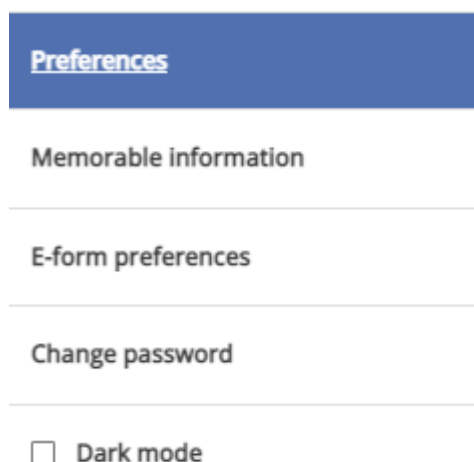 Preferences
Memorable information
E-form preferences
Change password
Dark mode